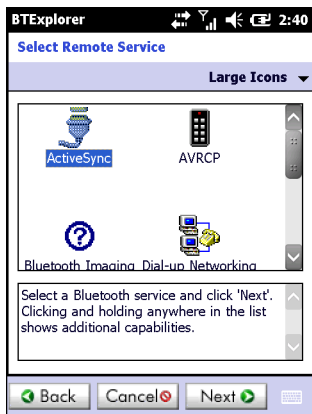 BTExplorer 2:40
Select Remote Service
Large Icons
ActiveSync AVRCP
Bluetooth Imaging Dial-up Networking
Select a Bluetooth service and click 'Next'.
Clicking and holding anywhere in the list
shows additional capabilities.
Back Cancel Next